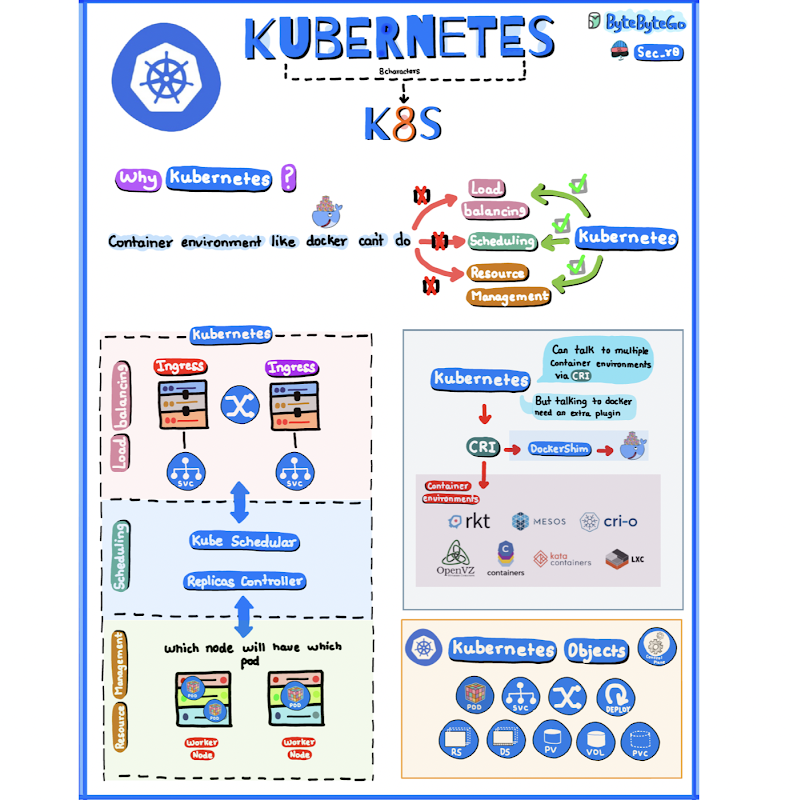 KUBERNETES
ByteByteGo
Sec_r0
8characters
K8S
Why Kubernetes ?
Container environment like docker can't do
Load
balancing
Scheduling
Resource
Management
Kubernetes
Kubernetes
Load balancing
Ingress
Ingress
SVC
SVC
Scheduling
Kube Schedular
Replicas Controller
Resource Management
which node will have which
pod
POD
POD
POD
Worker
Node
Worker
Node
Kubernetes
Can talk to multiple
Container environments
via CRI
But talking to docker
need an extra plugin
CRI
DockerShim
Container
environments
rkt
MESOS
cri-o
OpenVZ
C
containers
kata
containers
LXC
Kubernetes Objects
Control
Plane
POD
SVC
DEPLOY
RS
DS
PV
VOL
PVC